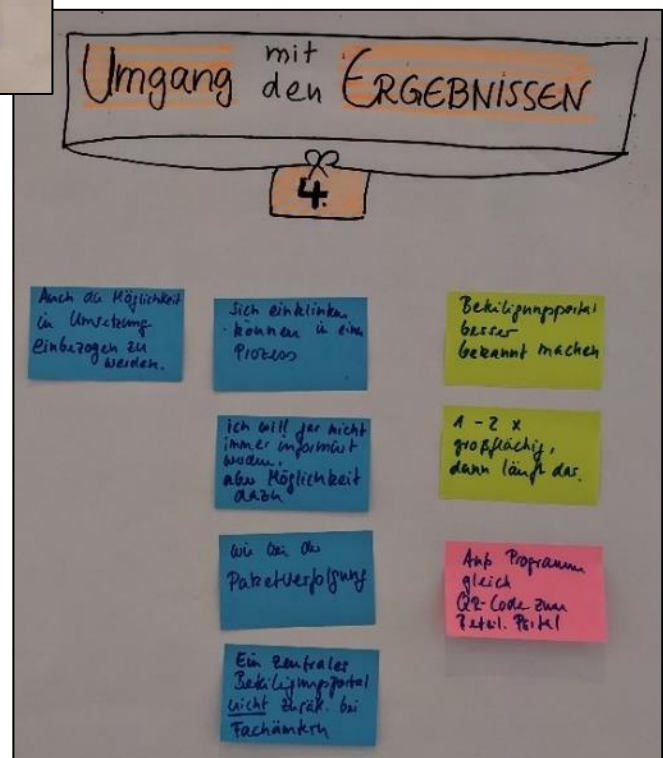 Umgang mit den ERGEBNISSEN
4.
Auch die Möglichkeit
in Umsetzung
einbezogen zu
werden.
Sich einklinken
können in einen
Prozess
ich will gar nicht
immer informiert
werden,
aber Möglichkeit
dazu
wie bei der
Paketverfolgung
Ein zentrales
Beteiligungsportal
nicht zusätz. bei
Fachämtern
Beteiligungsportal
besser
bekannt machen
1 - 2 x
großflächig,
dann läuft das.
Aufs Programm
gleich
QR-Code zum
Beteil. Portal